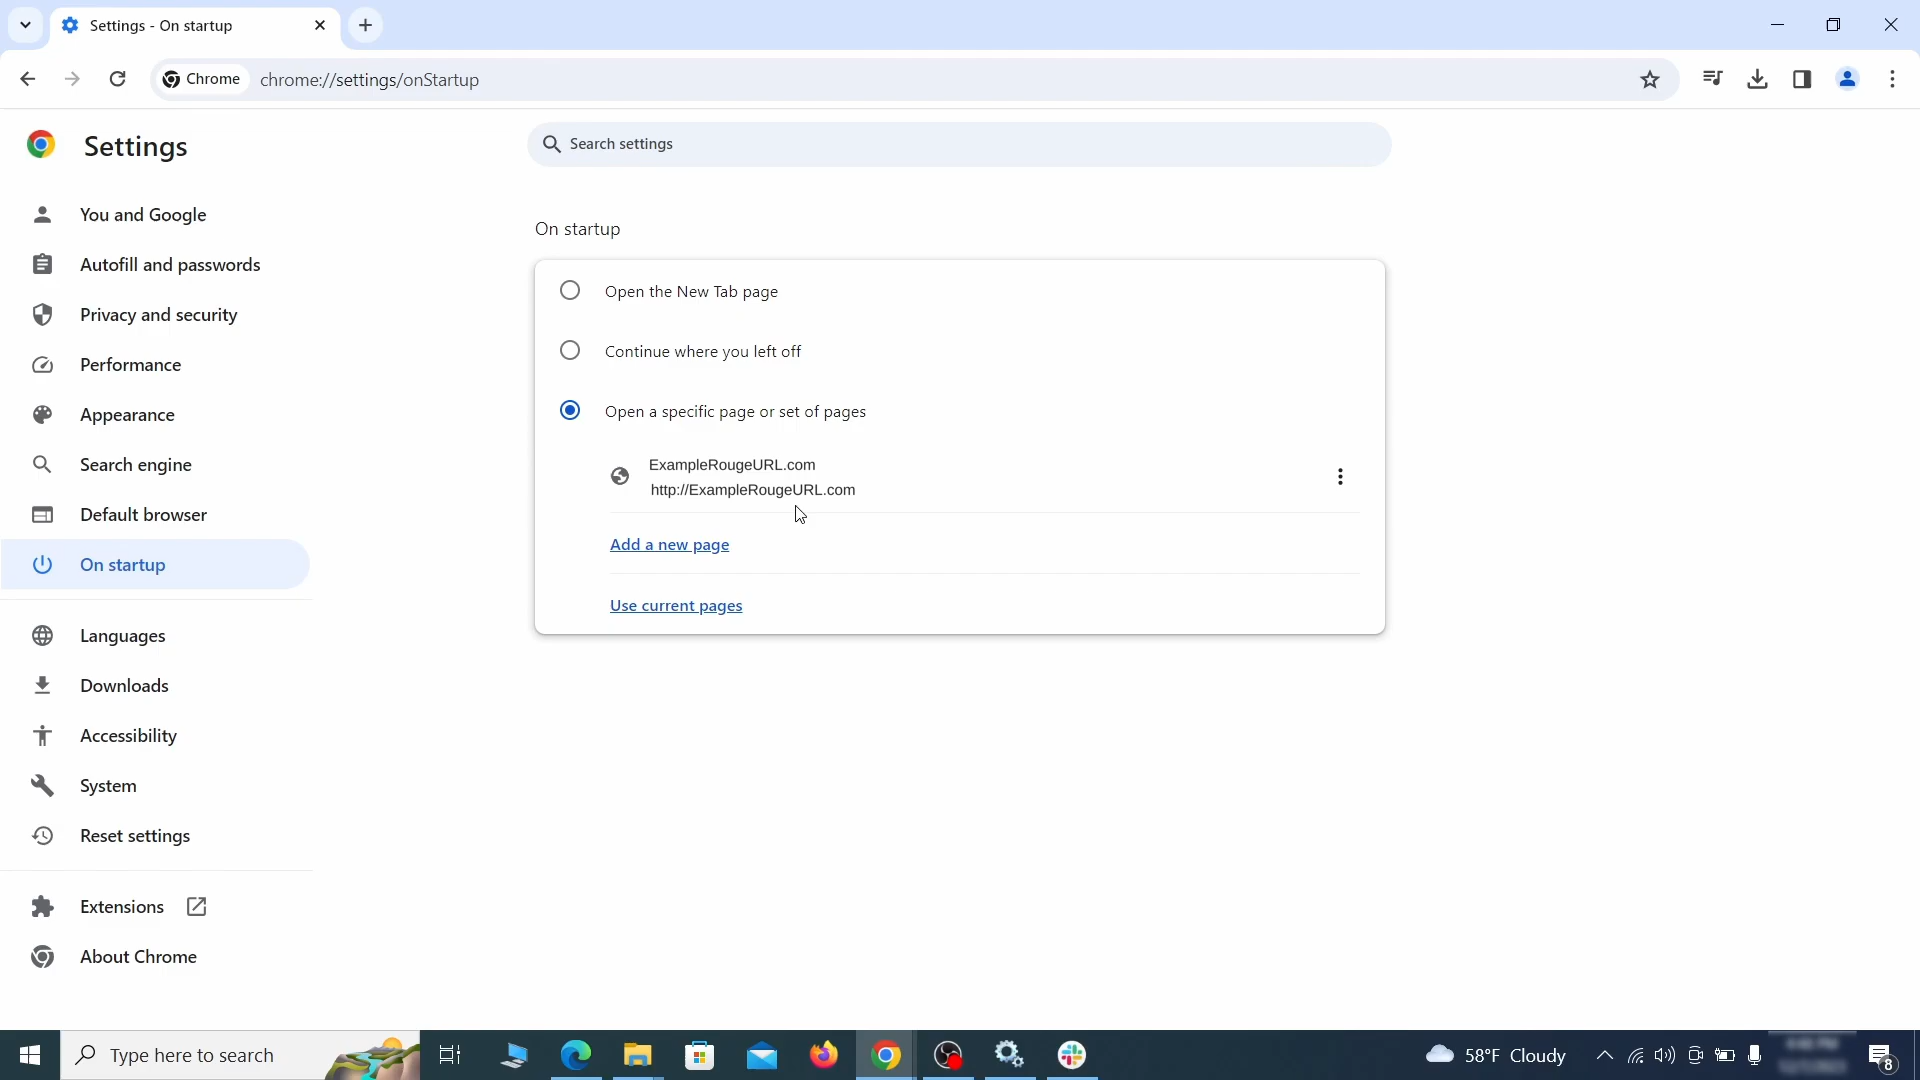 Settings - On startup
Chrome
chrome://settings/onStartup
Settings
Search settings
You and Google
Autofill and passwords
Privacy and security
Performance
Appearance
Search engine
Default browser
On startup
Languages
Downloads
Accessibility
System
Reset settings
Extensions
About Chrome
On startup
Open the New Tab page
Continue where you left off
Open a specific page or set of pages
ExampleRougeURL.com
http://ExampleRougeURL.com
Add a new page
Use current pages
Type here to search
58°F Cloudy
8